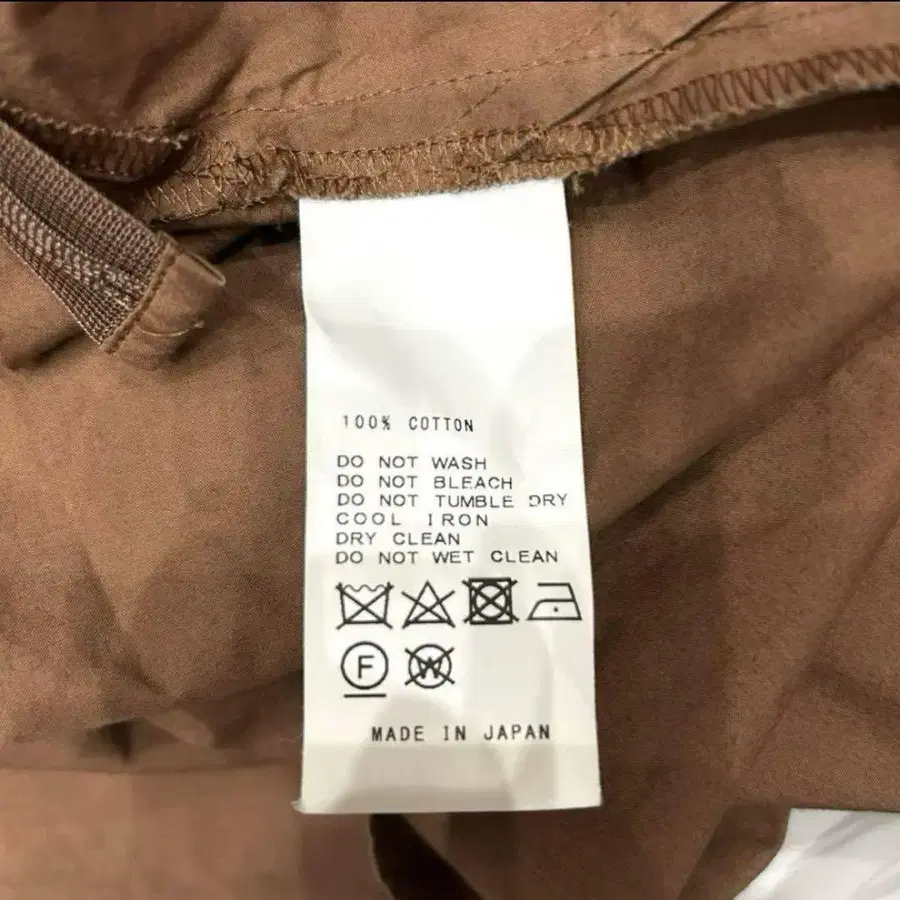 100% COTTON
DO NOT WASH
DO NOT BLEACH
DO NOT TUMBLE DRY
COOL IRON
DRY CLEAN
DO NOT WET CLEAN
F W
MADE IN JAPAN